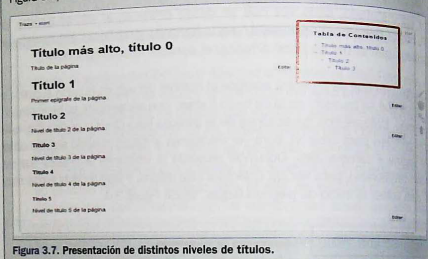 Título más alto, título 0
Título de la página
Título 1
Primer epígrafe de la página
Editar
Título 2
Nivel de título 2 de la página
Editar
Título 3
Nivel de título 3 de la página
Título 4
Nivel de título 4 de la página
Título 5
Nivel de título 5 de la página
Editar
Tabla de Contenidos
Título más alto, título 0
Título 1
Título 2
Título 3
Editar
Figura 3.7. Presentación de distintos niveles de títulos.